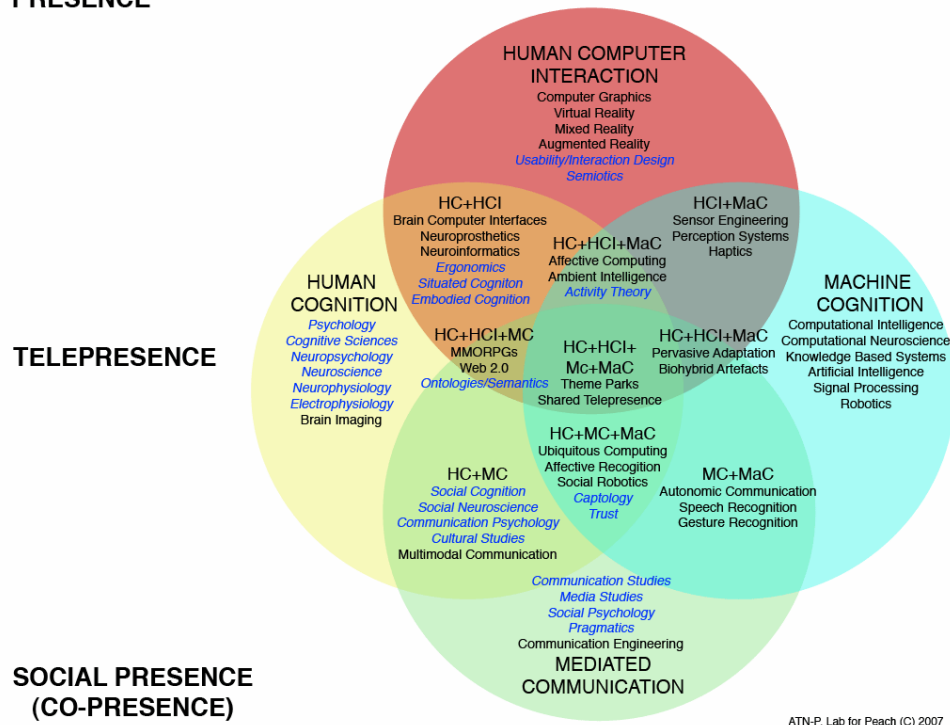 PRESENCE
HUMAN COMPUTER
INTERACTION
Computer Graphics
Virtual Reality
Mixed Reality
Augmented Reality
Usability/Interaction Design
Semiotics
HC+HCI
Brain Computer Interfaces
Neuroprosthetics
Neuroinformatics
Ergonomics
Situated Cogniton
Embodied Cognition
HCI+MaC
Sensor Engineering
Perception Systems
Haptics
HC+HCI+MaC
Affective Computing
Ambient Intelligence
Activity Theory
HUMAN
COGNITION
Psychology
Cognitive Sciences
Neuropsychology
Neuroscience
Neurophysiology
Electrophysiology
Brain Imaging
MACHINE
COGNITION
Computational Intelligence
Computational Neuroscience
Knowledge Based Systems
Artificial Intelligence
Signal Processing
Robotics
TELEPRESENCE
HC+HCI+MC
MMORPGs
Web 2.0
Ontologies/Semantics
HC+HCI+
Mc+MaC
Theme Parks
Shared Telepresence
HC+HCI+MaC
Pervasive Adaptation
Biohybrid Artefacts
HC+MC+MaC
Ubiquitous Computing
Affective Recogition
Social Robotics
Captology
Trust
HC+MC
Social Cognition
Social Neuroscience
Communication Psychology
Cultural Studies
Multimodal Communication
MC+MaC
Autonomic Communication
Speech Recognition
Gesture Recognition
Communication Studies
Media Studies
Social Psychology
Pragmatics
Communication Engineering
MEDIATED
COMMUNICATION
SOCIAL PRESENCE
(CO-PRESENCE)
ATN-P. Lab for Peach (C) 2007